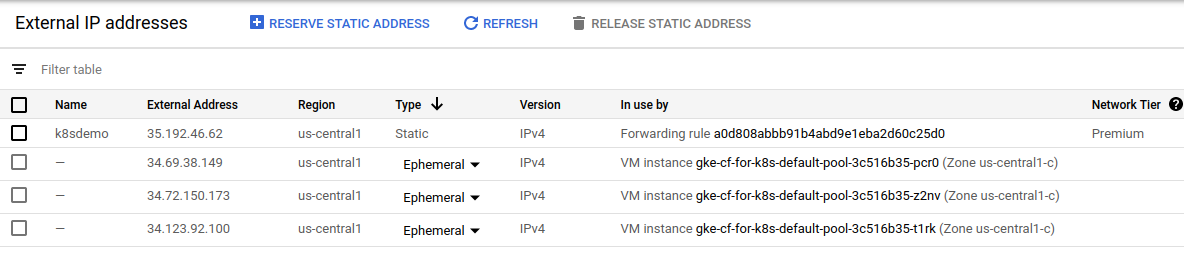 External IP addresses RESERVE STATIC ADDRESS REFRESH RELEASE STATIC ADDRESS
Filter table
Name External Address Region Type Version In use by Network Tier ?
k8sdemo 35.192.46.62 us-central1 Static IPv4 Forwarding rule a0d808abbb91b4abd9e1eba2d60c25d0 Premium
— 34.69.38.149 us-central1 Ephemeral IPv4 VM instance gke-cf-for-k8s-default-pool-3c516b35-pcr0 (Zone us-central1-c)
— 34.72.150.173 us-central1 Ephemeral IPv4 VM instance gke-cf-for-k8s-default-pool-3c516b35-z2nv (Zone us-central1-c)
— 34.123.92.100 us-central1 Ephemeral IPv4 VM instance gke-cf-for-k8s-default-pool-3c516b35-t1rk (Zone us-central1-c)